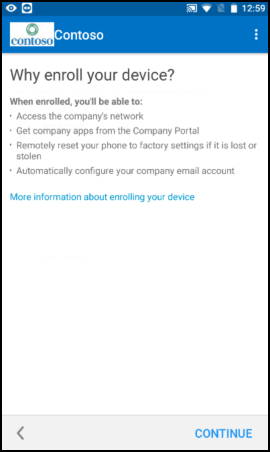 12:59
contoso
Contoso
Why enroll your device?
When enrolled, you'll be able to:
• Access the company's network
• Get company apps from the Company Portal
• Remotely reset your phone to factory settings if it is lost or
stolen
• Automatically configure your company email account
More information about enrolling your device
CONTINUE